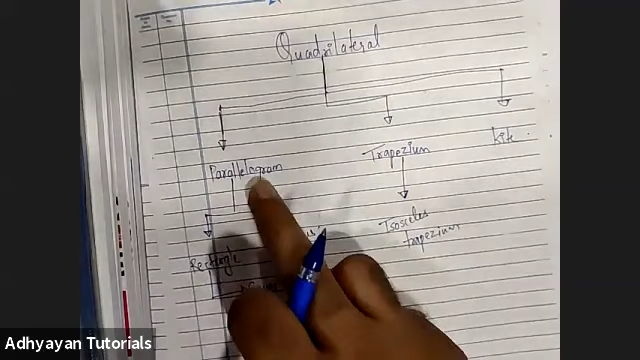 Quadrilateral
Parallelogram
Trapezium
kite
Isosceles
trapezium
Rectangle
Adhyayan Tutorials